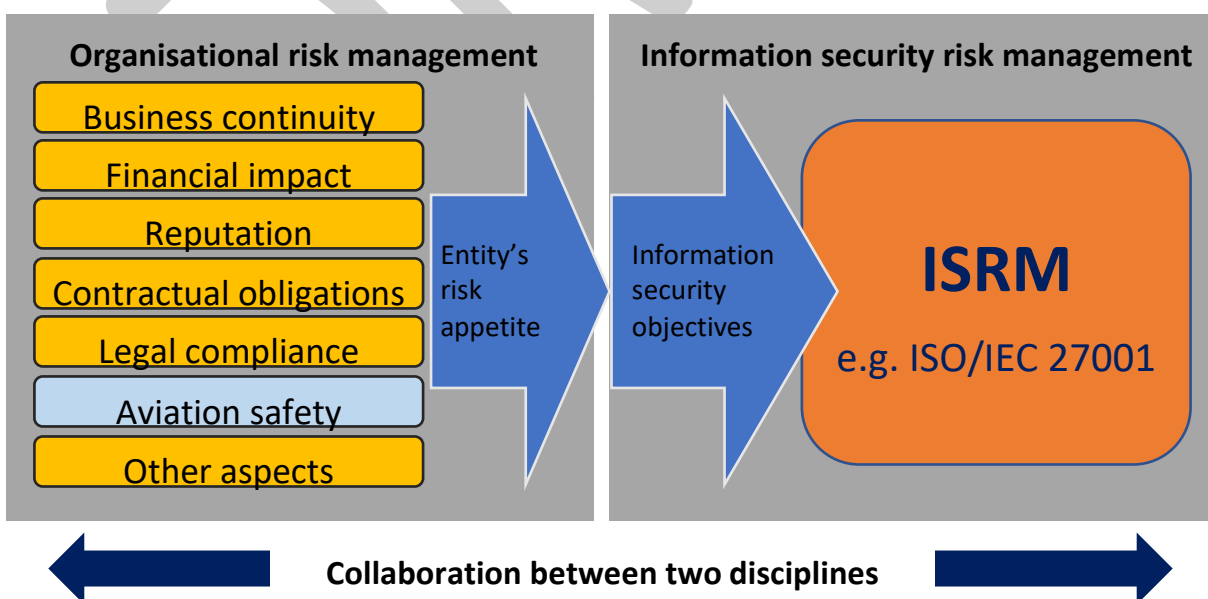 Organisational risk management
Business continuity
Financial impact
Reputation
Contractual obligations
Legal compliance
Aviation safety
Other aspects
Entity’s
risk
appetite
Information security risk management
Information
security
objectives
ISRM
e.g. ISO/IEC 27001
Collaboration between two disciplines